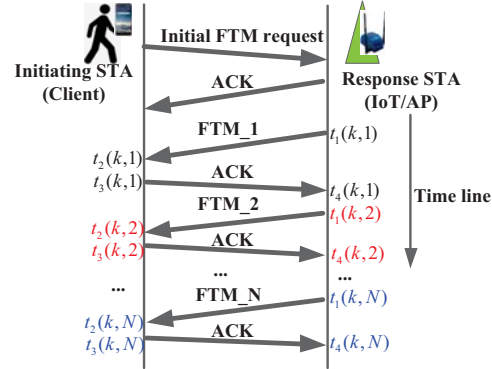 Initial FTM request
Initiating STA
(Client)
Response STA
(IoT/AP)
ACK
FTM_1
t₁(k,1)
t₂(k,1)
t₃(k,1)
ACK
t₄(k,1)
Time line
FTM_2
t₁(k,2)
t₂(k,2)
t₃(k,2)
ACK
t₄(k,2)
...
...
...
FTM_N
t₁(k,N)
t₂(k,N)
t₃(k,N)
ACK
t₄(k,N)